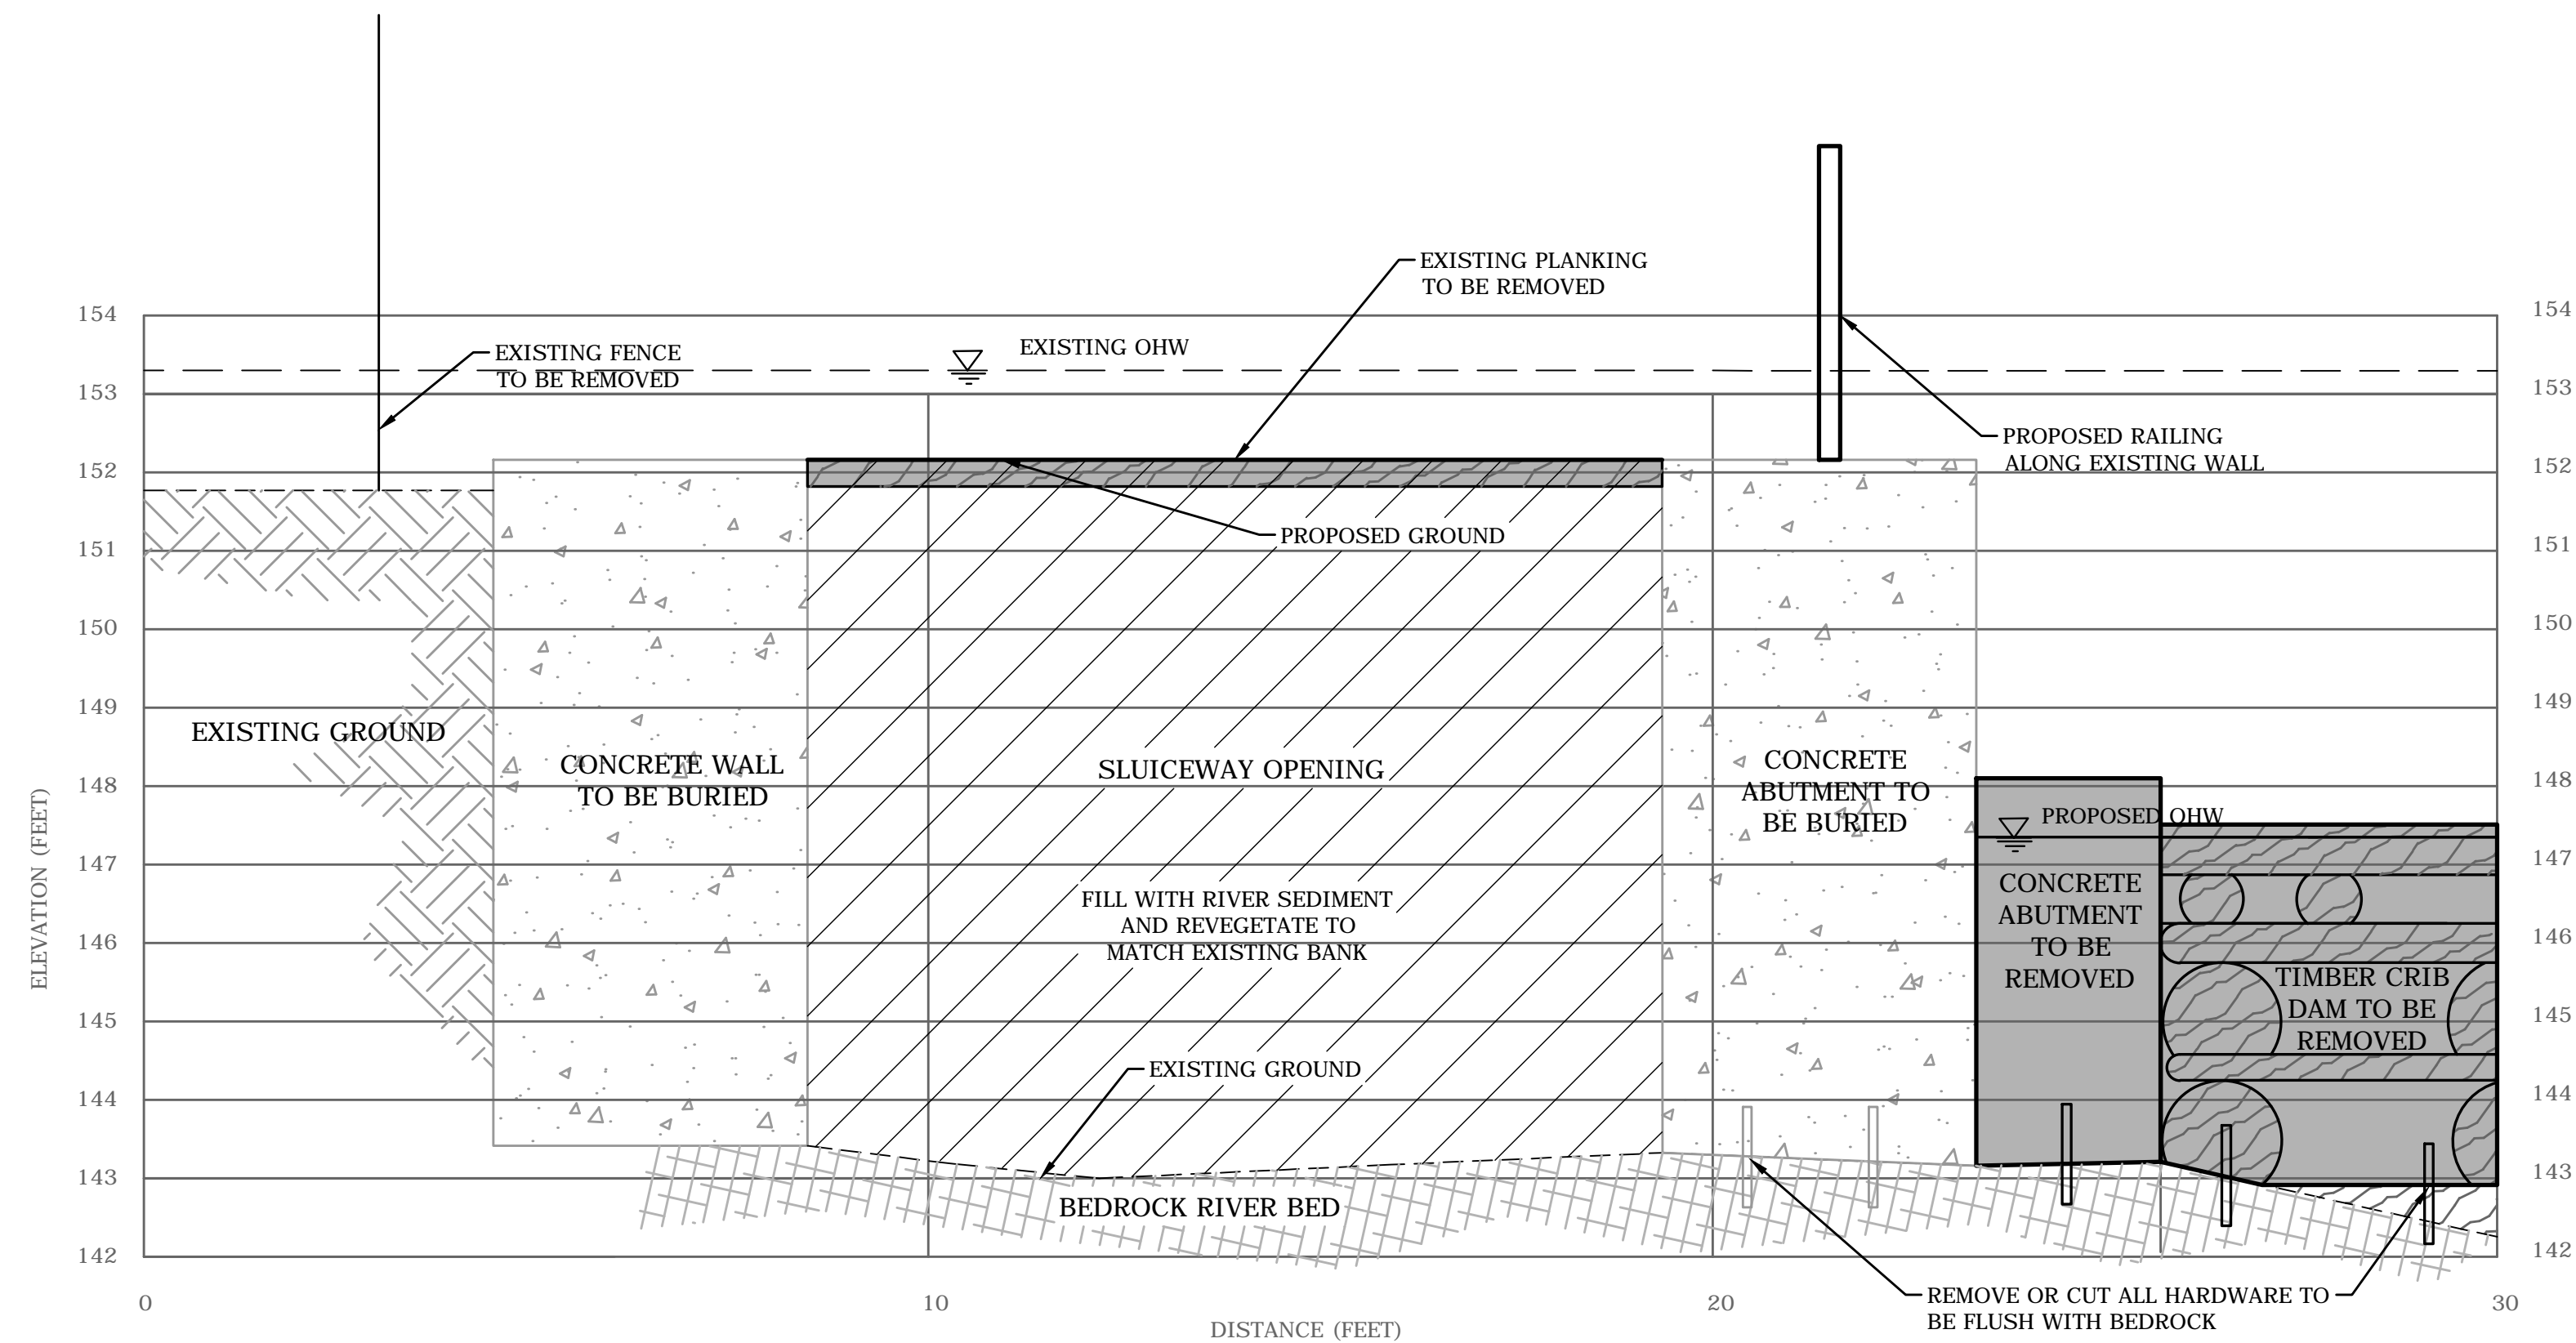 EXISTING PLANKING
TO BE REMOVED
154
154
EXISTING FENCE
TO BE REMOVED
EXISTING OHW
153
153
PROPOSED RAILING
ALONG EXISTING WALL
152
152
PROPOSED GROUND
151
151
150
150
149
149
EXISTING GROUND
CONCRETE WALL
TO BE BURIED
SLUICEWAY OPENING
CONCRETE
ABUTMENT TO
BE BURIED
148
148
PROPOSED OHW
147
147
CONCRETE
ABUTMENT
TO BE
REMOVED
FILL WITH RIVER SEDIMENT
AND REVEGETATE TO
MATCH EXISTING BANK
146
146
TIMBER CRIB
DAM TO BE
REMOVED
ELEVATION (FEET)
145
145
EXISTING GROUND
144
144
143
143
BEDROCK RIVER BED
142
142
0
10
20
30
REMOVE OR CUT ALL HARDWARE TO
BE FLUSH WITH BEDROCK
DISTANCE (FEET)